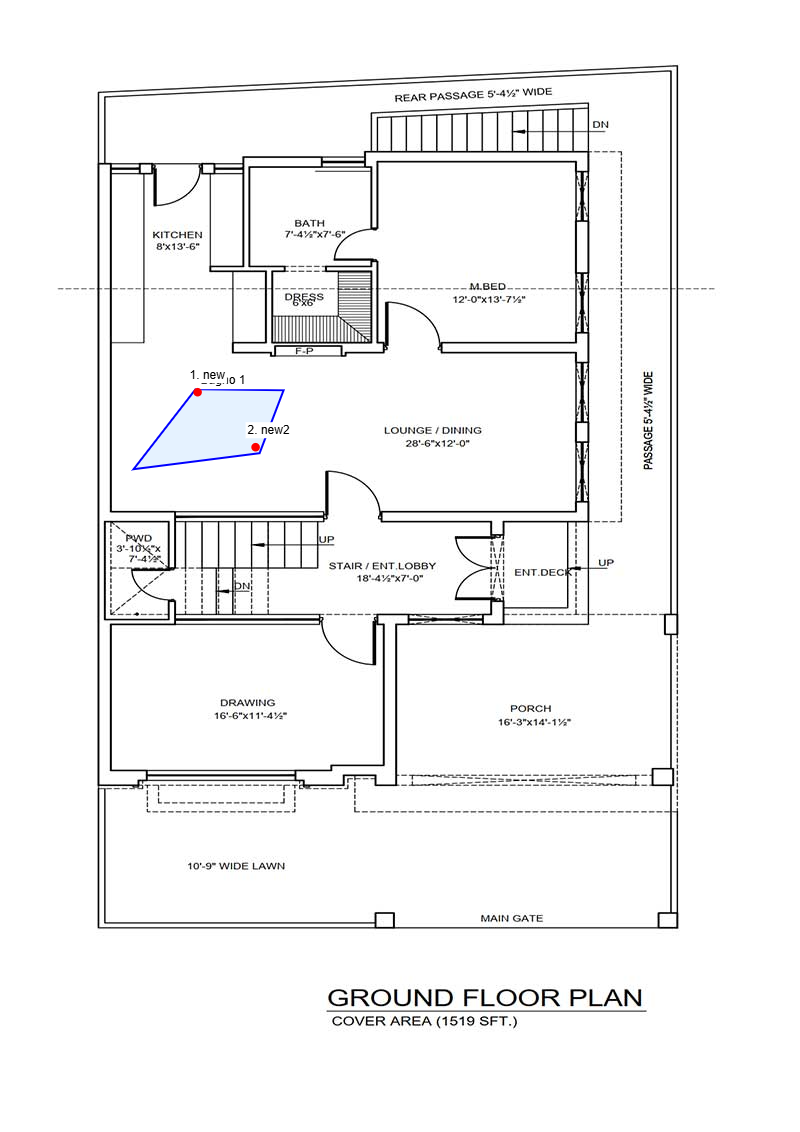 REAR PASSAGE 5'-4½" WIDE
DN
BATH
7'-4½"x7'-6"
KITCHEN
8'x13'-6"
M.BED
12'-0"x13'-7½"
DRESS
6'x6'
F-P
1. new
1
2. new2
LOUNGE / DINING
28'-6"x12'-0"
PASSAGE 5'-4½" WIDE
PWD
3'-10½"x
7'-4½"
UP
STAIR / ENT.LOBBY
18'-4½"x7'-0"
DN
ENT.DECK
UP
DRAWING
16'-6"x11'-4½"
PORCH
16'-3"x14'-1½"
10'-9" WIDE LAWN
MAIN GATE
GROUND FLOOR PLAN
COVER AREA (1519 SFT.)